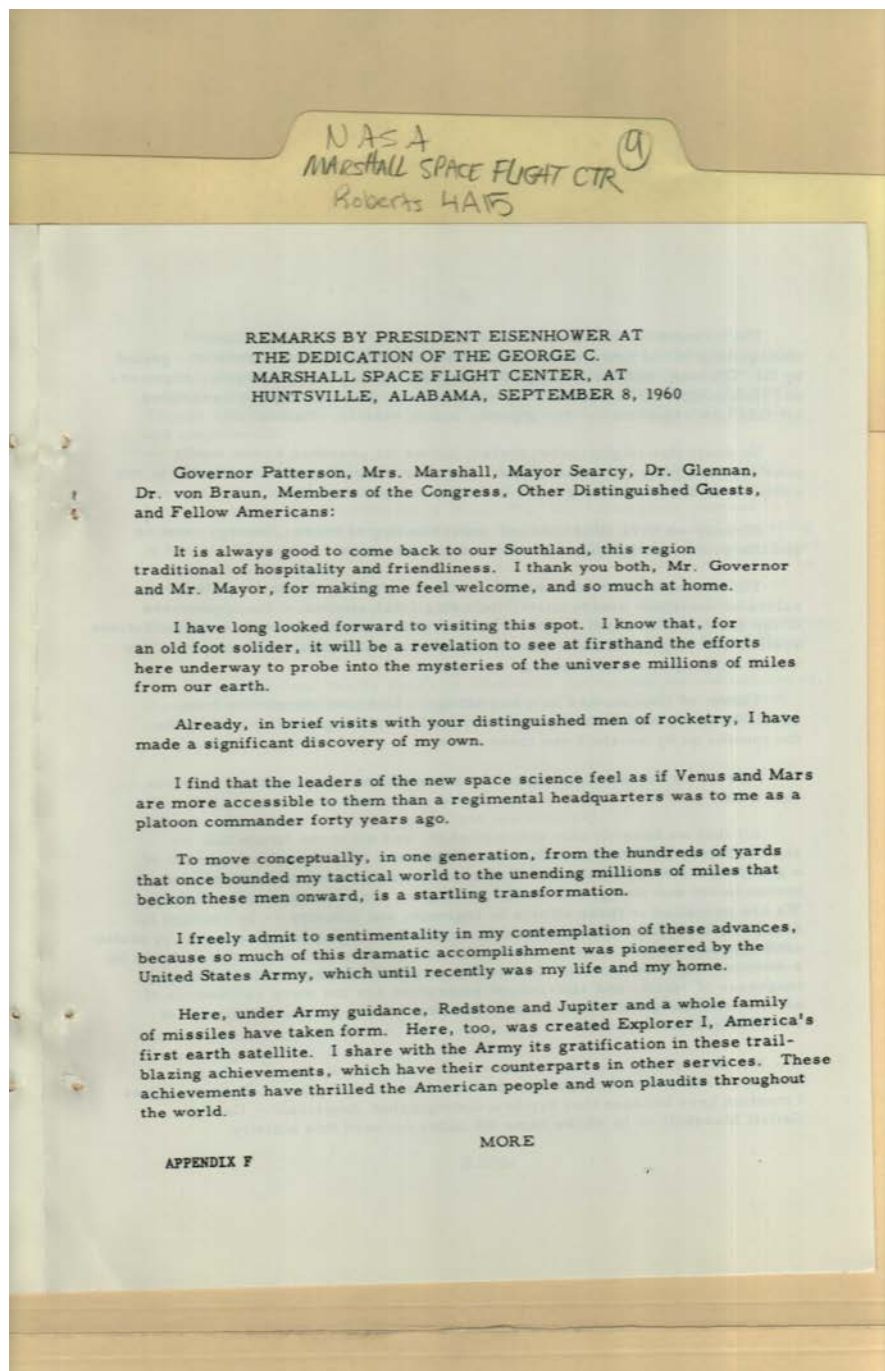 NASA
MARSHALL SPACE FLIGHT CTR 9
Roberts 4A15
REMARKS BY PRESIDENT EISENHOWER AT
THE DEDICATION OF THE GEORGE C.
MARSHALL SPACE FLIGHT CENTER, AT
HUNTSVILLE, ALABAMA, SEPTEMBER 8, 1960
Governor Patterson, Mrs. Marshall, Mayor Searcy, Dr. Glennan,
Dr. von Braun, Members of the Congress, Other Distinguished Guests,
and Fellow Americans:
It is always good to come back to our Southland, this region
traditional of hospitality and friendliness. I thank you both, Mr. Governor
and Mr. Mayor, for making me feel welcome, and so much at home.
I have long looked forward to visiting this spot. I know that, for
an old foot solider, it will be a revelation to see at firsthand the efforts
here underway to probe into the mysteries of the universe millions of miles
from our earth.
Already, in brief visits with your distinguished men of rocketry, I have
made a significant discovery of my own.
I find that the leaders of the new space science feel as if Venus and Mars
are more accessible to them than a regimental headquarters was to me as a
platoon commander forty years ago.
To move conceptually, in one generation, from the hundreds of yards
that once bounded my tactical world to the unending millions of miles that
beckon these men onward, is a startling transformation.
I freely admit to sentimentality in my contemplation of these advances,
because so much of this dramatic accomplishment was pioneered by the
United States Army, which until recently was my life and my home.
Here, under Army guidance, Redstone and Jupiter and a whole family
of missiles have taken form. Here, too, was created Explorer I, America's
first earth satellite. I share with the Army its gratification in these trail-
blazing achievements, which have their counterparts in other services. These
achievements have thrilled the American people and won plaudits throughout
the world.
MORE
APPENDIX F